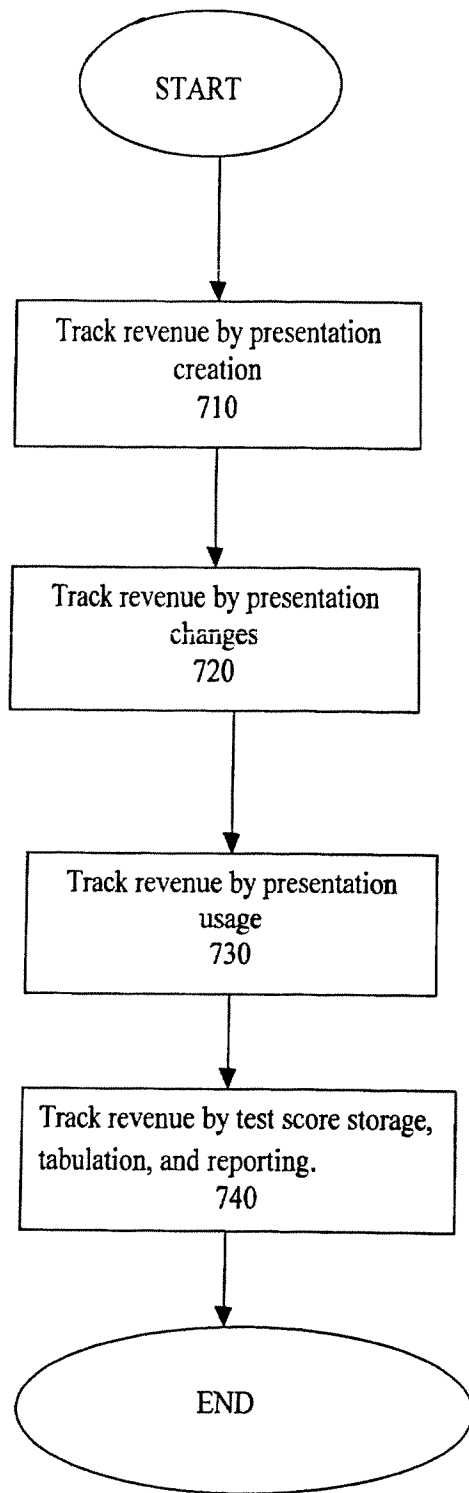 START
Track revenue by presentation
creation
710
Track revenue by presentation
changes
720
Track revenue by presentation
usage
730
Track revenue by test score storage,
tabulation, and reporting.
740
END